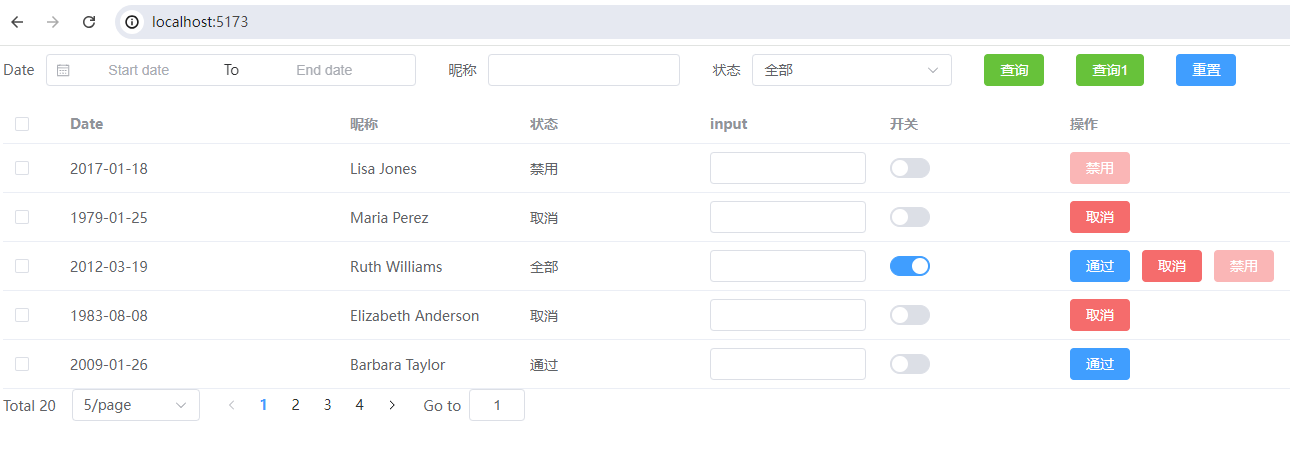 localhost:5173
Date Start date To End date 昵称 状态 全部 查询 查询1 重置
Date 昵称 状态 input 开关 操作
2017-01-18 Lisa Jones 禁用 禁用
1979-01-25 Maria Perez 取消 取消
2012-03-19 Ruth Williams 全部 通过 取消 禁用
1983-08-08 Elizabeth Anderson 取消 取消
2009-01-26 Barbara Taylor 通过 通过
Total 20 5/page 1 2 3 4 Go to 1